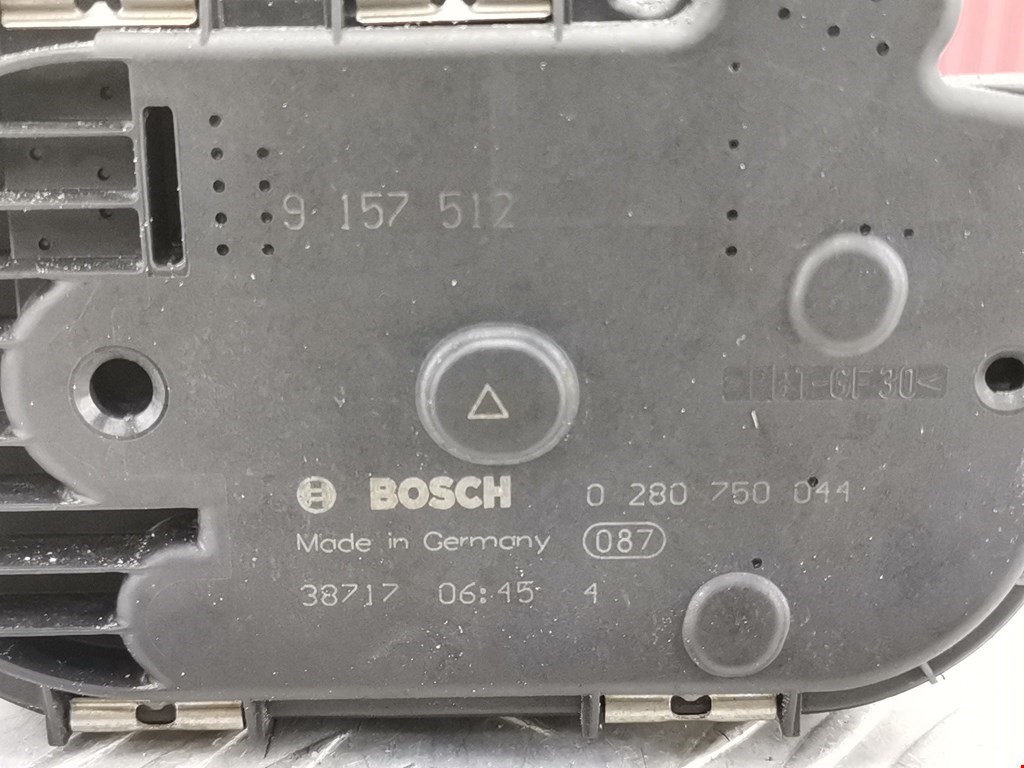 9 157 512
GF30<
BOSCH 0 280 750 044
Made in Germany 087
38717 06:45 4